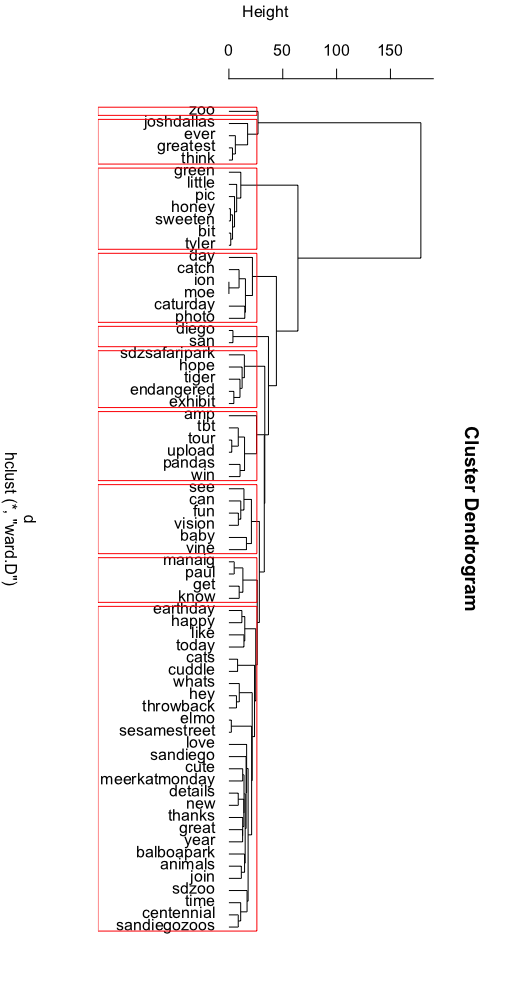 Height
0 50 100 150
zoo
joshdallas
ever
greatest
think
green
little
pic
honey
sweeten
bit
tyler
day
catch
ion
moe
caturday
photo
diego
san
sdzsafaripark
hope
tiger
endangered
exhibit
amp
tbt
tour
upload
pandas
win
see
can
fun
vision
baby
vine
manaig
paul
get
know
earthday
happy
like
today
cats
cuddle
whats
hey
throwback
elmo
sesamestreet
love
sandiego
cute
meerkatmonday
details
new
thanks
great
year
balboapark
animals
join
sdzoo
time
centennial
sandiegozoos
Cluster Dendrogram
d
hclust (*, "ward.D")